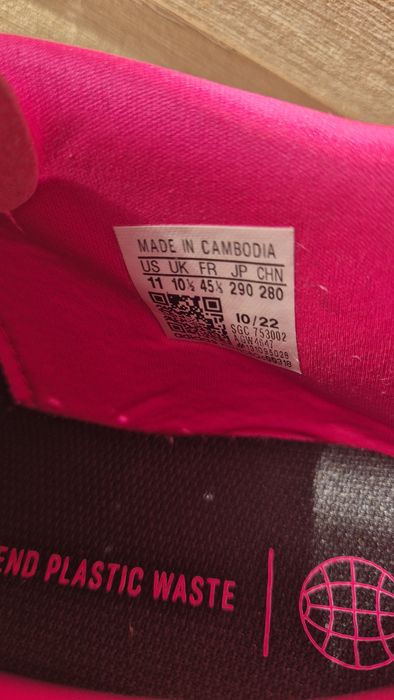 MADE IN CAMBODIA
US UK FR JP CHN
11 10½ 45⅓ 290 280
10/22
SGC 753002
END PLASTIC WASTE